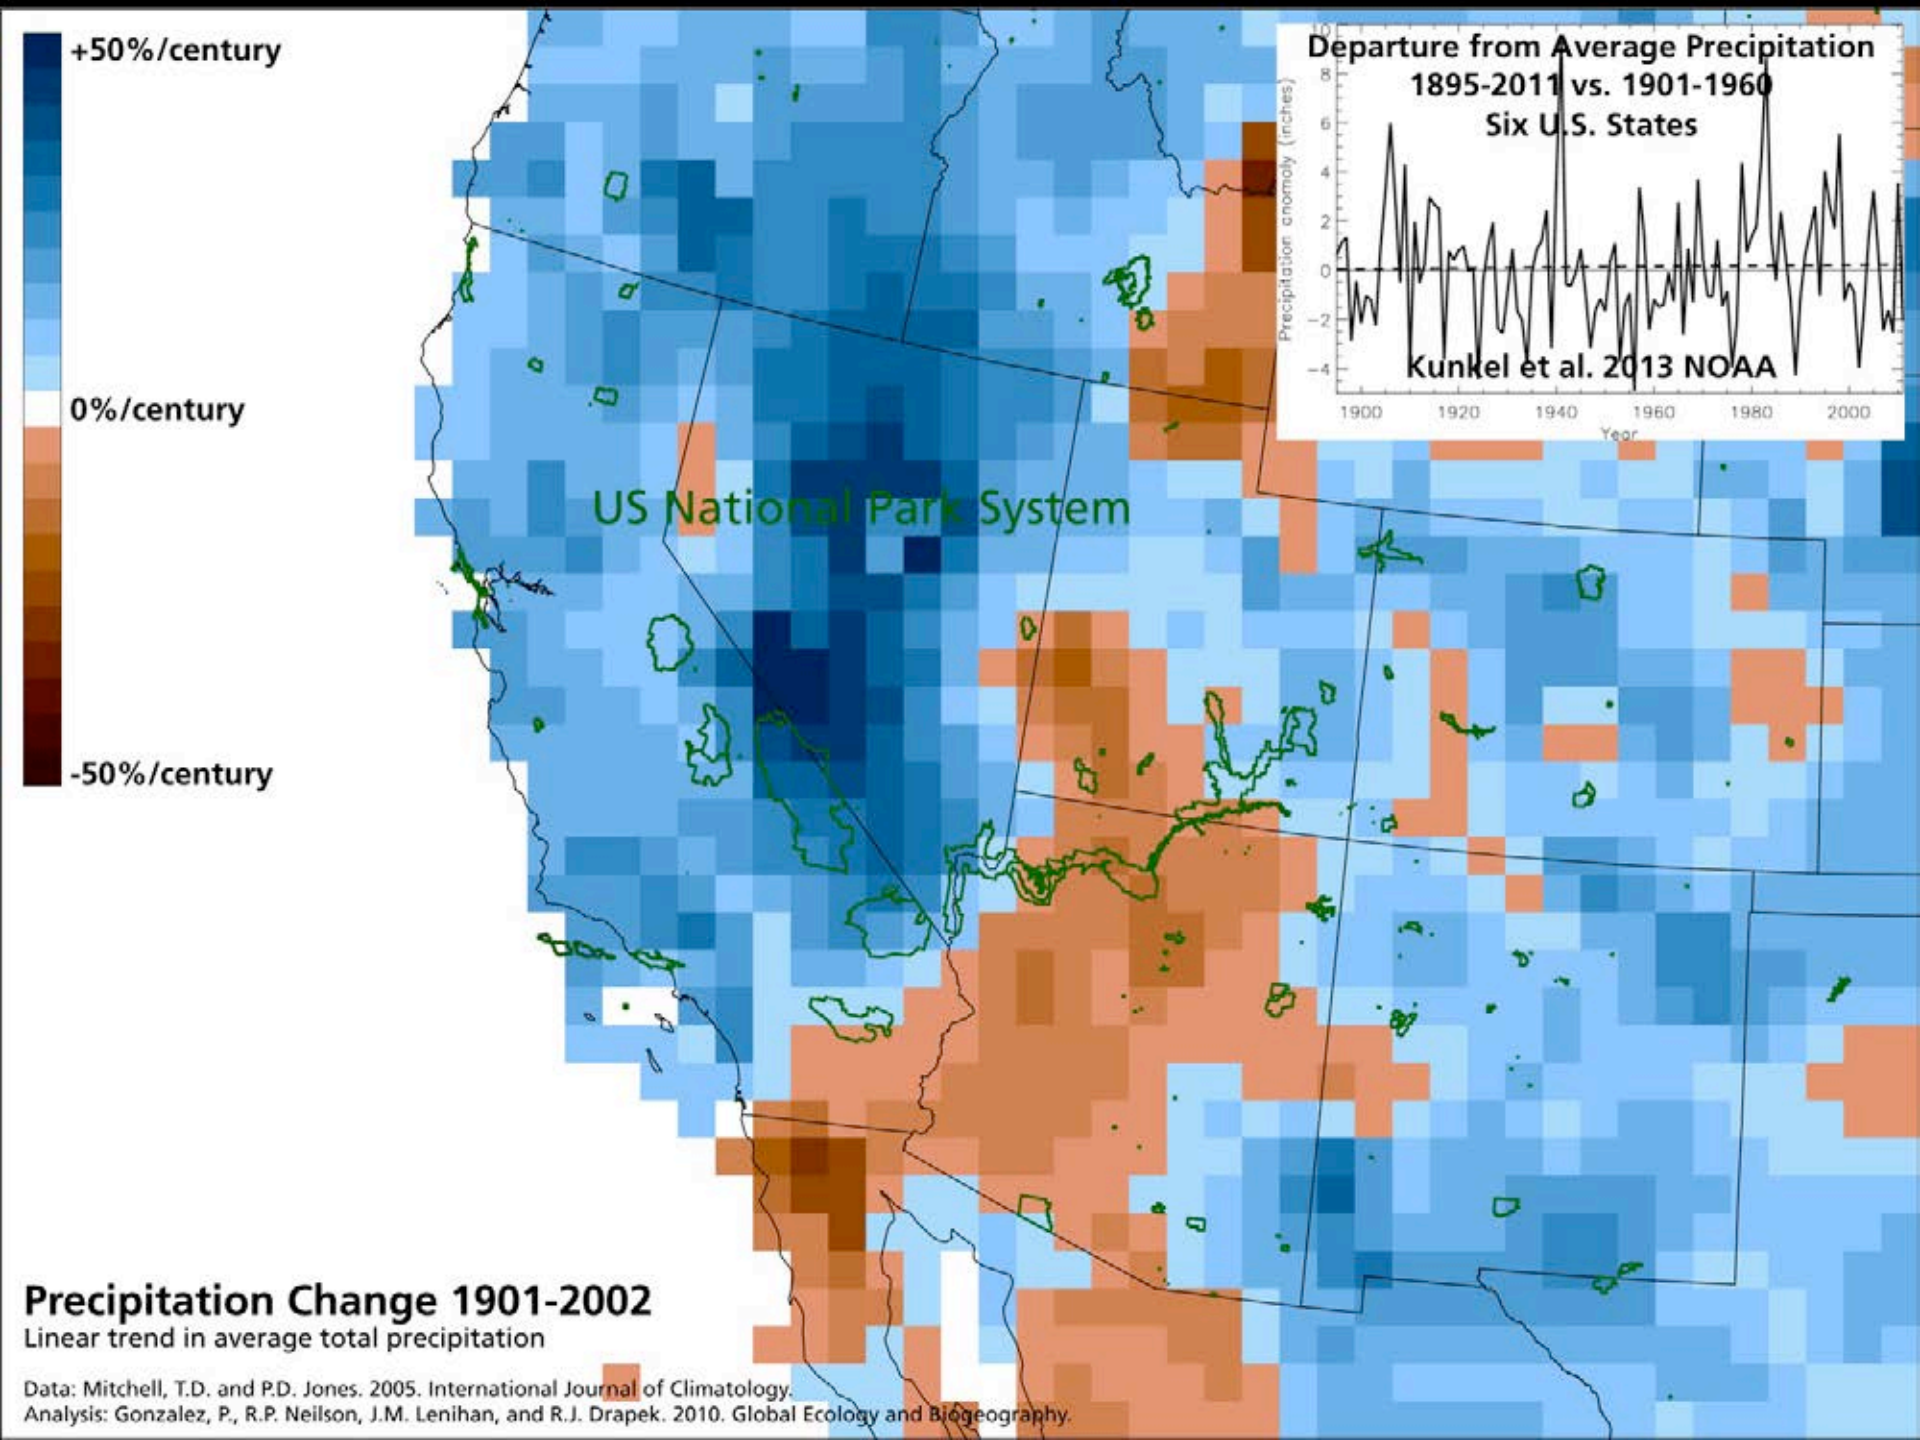 +50%/century
0%/century
-50%/century
Departure from Average Precipitation
1895-2011 vs. 1901-1960
Six U.S. States
Precipitation anomoly (inches)
10
8
6
4
2
0
-2
-4
Kunkel et al. 2013 NOAA
1900 1920 1940 1960 1980 2000
Year
US National Park System
Precipitation Change 1901-2002
Linear trend in average total precipitation
Data: Mitchell, T.D. and P.D. Jones. 2005. International Journal of Climatology.
Analysis: Gonzalez, P., R.P. Neilson, J.M. Lenihan, and R.J. Drapek. 2010. Global Ecology and Biogeography.